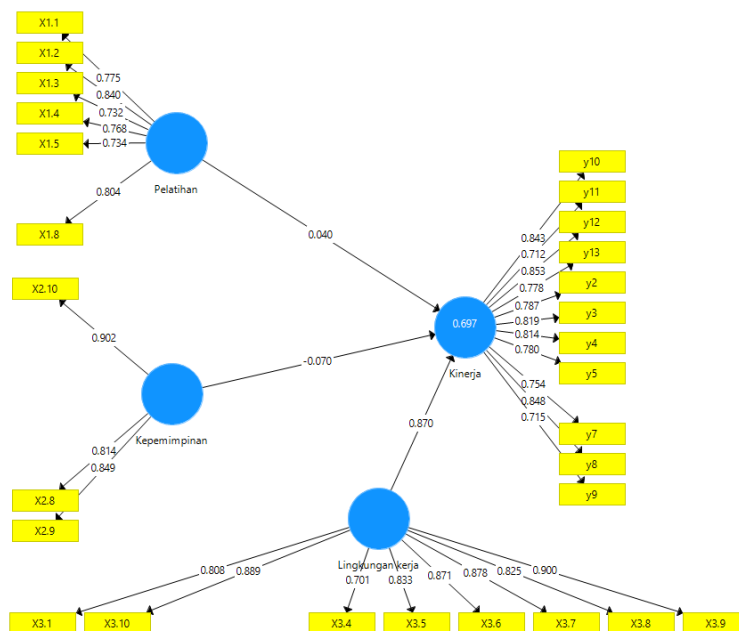 X1.1
X1.2
X1.3
X1.4
X1.5
X1.8
0.775
0.840
0.732
0.768
0.734
0.804
Pelatihan
0.040
X2.10
0.902
Kepemimpinan
0.814
0.849
X2.8
X2.9
-0.070
0.697
Kinerja
0.870
y10
y11
y12
y13
y2
y3
y4
y5
y7
y8
y9
0.843
0.712
0.853
0.778
0.787
0.819
0.814
0.780
0.754
0.848
0.715
Lingkungan kerja
0.808
0.889
0.701
0.833
0.871
0.878
0.825
0.900
X3.1
X3.10
X3.4
X3.5
X3.6
X3.7
X3.8
X3.9